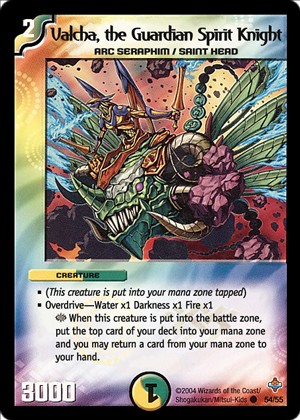 2
Valcha, the Guardian Spirit Knight
ARC SERAPHIM / SAINT HEAD
CREATURE
▪ (This creature is put into your mana zone tapped)
▪ Overdrive—Water x1 Darkness x1 Fire x1
When this creature is put into the battle zone,
put the top card of your deck into your mana zone
and you may return a card from your mana zone to
your hand.
3000
1
©2004 Wizards of the Coast/
Shogakukan/Mitsui-Kids ● 54/55